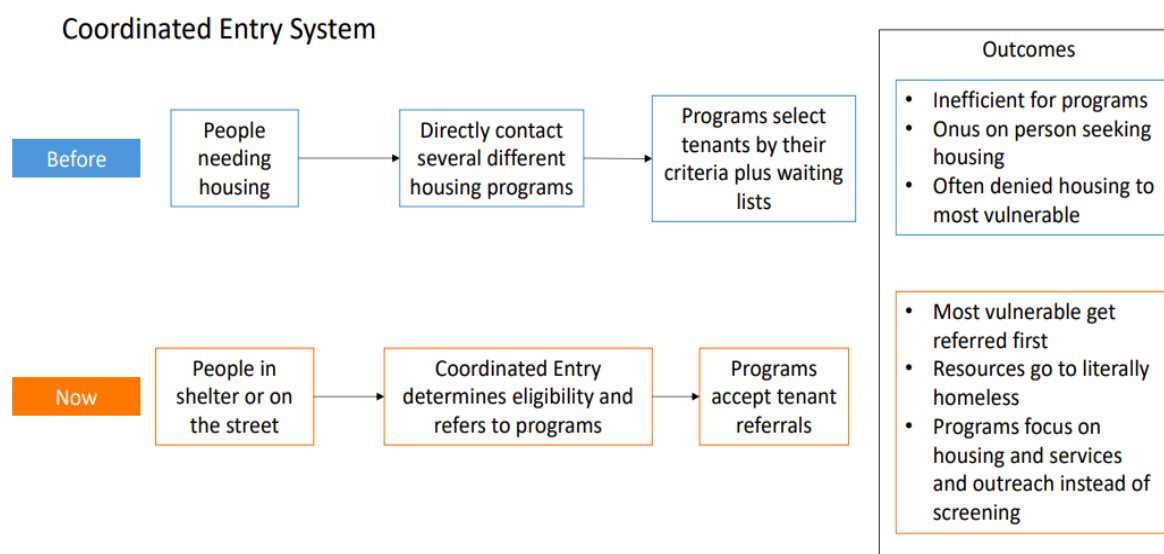 Coordinated Entry System
Before
People
needing
housing
Directly contact
several different
housing programs
Programs select
tenants by their
criteria plus waiting
lists
Outcomes
• Inefficient for programs
• Onus on person seeking
housing
• Often denied housing to
most vulnerable
Now
People in
shelter or on
the street
Coordinated Entry
determines eligibility and
refers to programs
Programs
accept tenant
referrals
• Most vulnerable get
referred first
• Resources go to literally
homeless
• Programs focus on
housing and services
and outreach instead of
screening